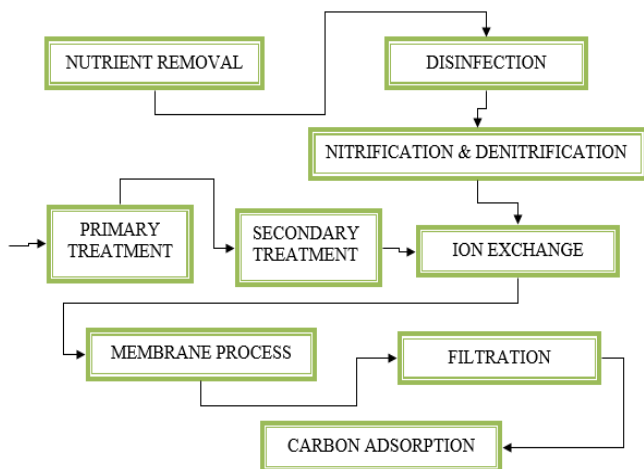 NUTRIENT REMOVAL
DISINFECTION
NITRIFICATION & DENITRIFICATION
PRIMARY
TREATMENT
SECONDARY
TREATMENT
ION EXCHANGE
MEMBRANE PROCESS
FILTRATION
CARBON ADSORPTION